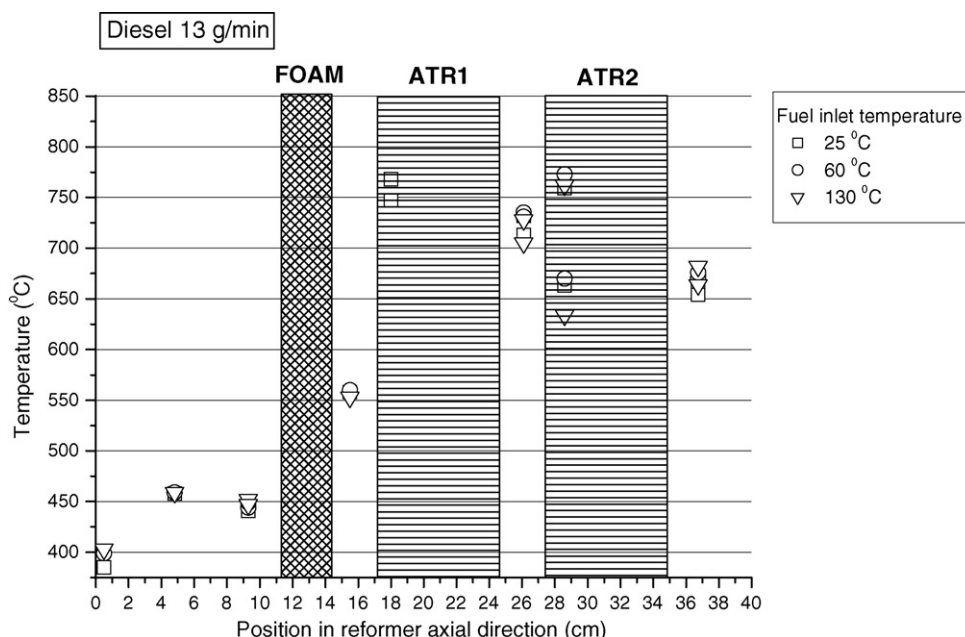 Diesel 13 g/min
FOAM ATR1 ATR2
850
800
750
700
650
600
550
500
450
400
Temperature (⁰C)
0 2 4 6 8 10 12 14 16 18 20 22 24 26 28 30 32 34 36 38 40
Position in reformer axial direction (cm)
Fuel inlet temperature
25 ⁰C
60 ⁰C
130 ⁰C